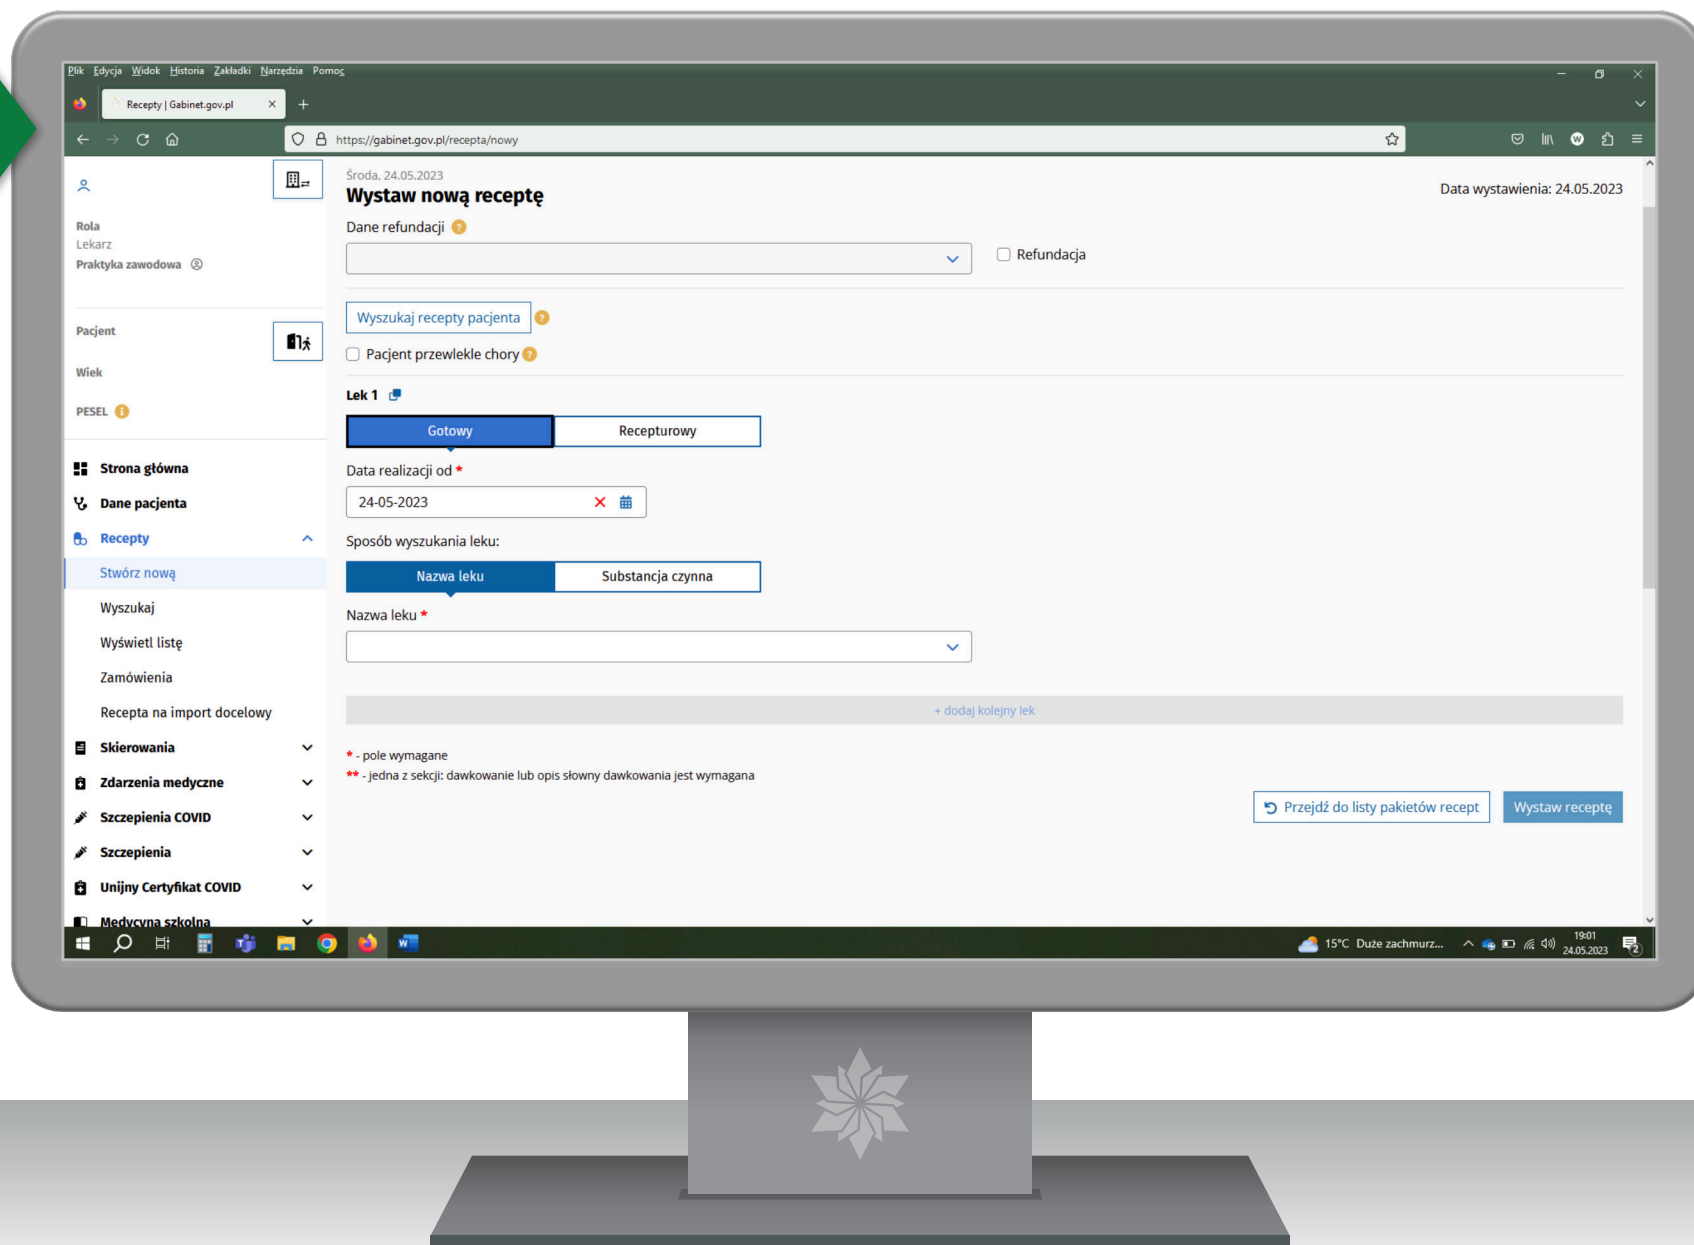 Plik Edycja Widok Historia Zakładki Narzędzia Pomoc
Recepty | Gabinet.gov.pl
https://gabinet.gov.pl/recepta/nowy
Środa, 24.05.2023
Wystaw nową receptę
Data wystawienia: 24.05.2023
Rola
Lekarz
Praktyka zawodowa
Dane refundacji ?
Refundacja
Wyszukaj recepty pacjenta ?
Pacjent przewlekle chory ?
Pacjent
Wiek
PESEL
Lek 1
Gotowy
Recepturowy
Data realizacji od *
24-05-2023
Sposób wyszukania leku:
Nazwa leku
Substancja czynna
Nazwa leku *
+ dodaj kolejny lek
* - pole wymagane
** - jedna z sekcji: dawkowanie lub opis słowny dawkowania jest wymagana
Przejdź do listy pakietów recept
Wystaw receptę
Strona główna
Dane pacjenta
Recepty
Stwórz nową
Wyszukaj
Wyświetl listę
Zamówienia
Recepta na import docelowy
Skierowania
Zdarzenia medyczne
Szczepienia COVID
Szczepienia
Unijny Certyfikat COVID
Medycyna szkolna
15°C Duże zachmurz...
19:01
24.05.2023
2